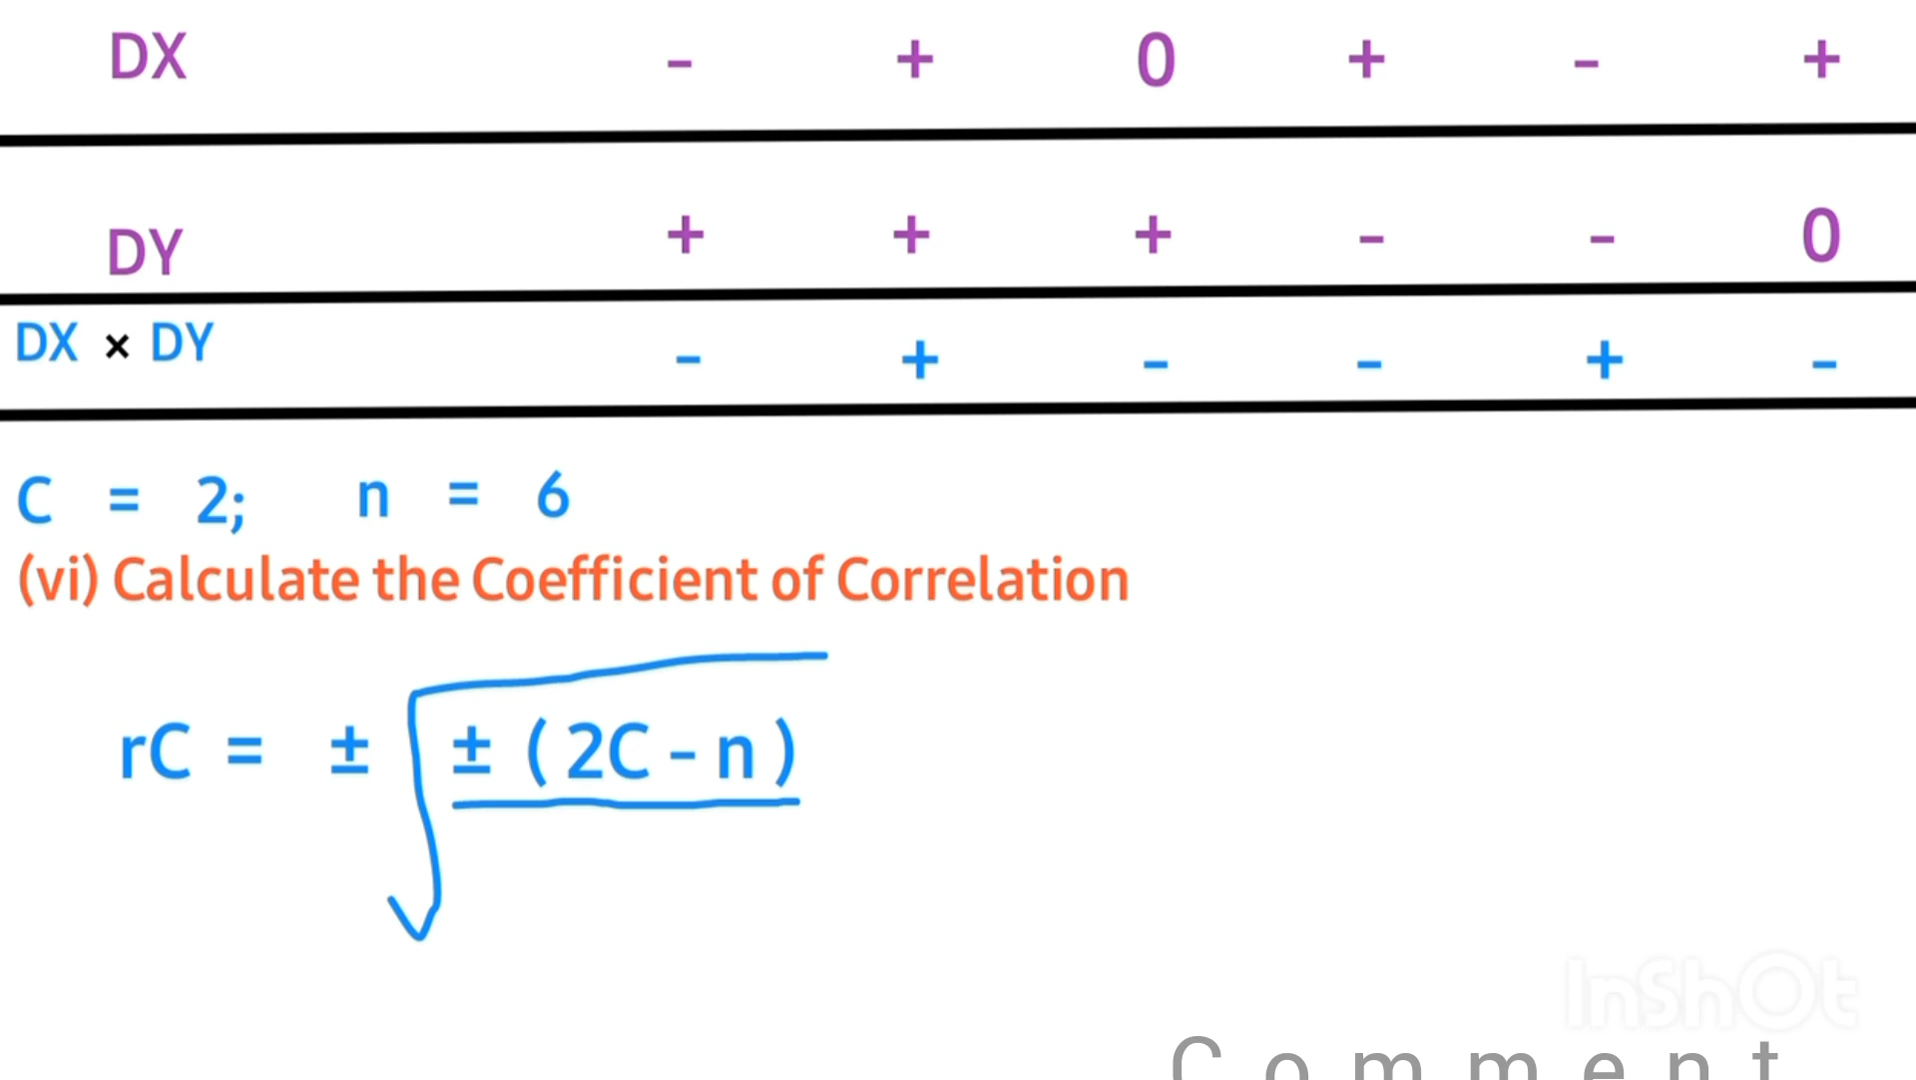 DX - + 0 + - +
DY + + + - - 0
DX × DY - + - - + -
C = 2; n = 6
(vi) Calculate the Coefficient of Correlation
rC = ± √ ± ( 2C - n )
InShOt
Comment